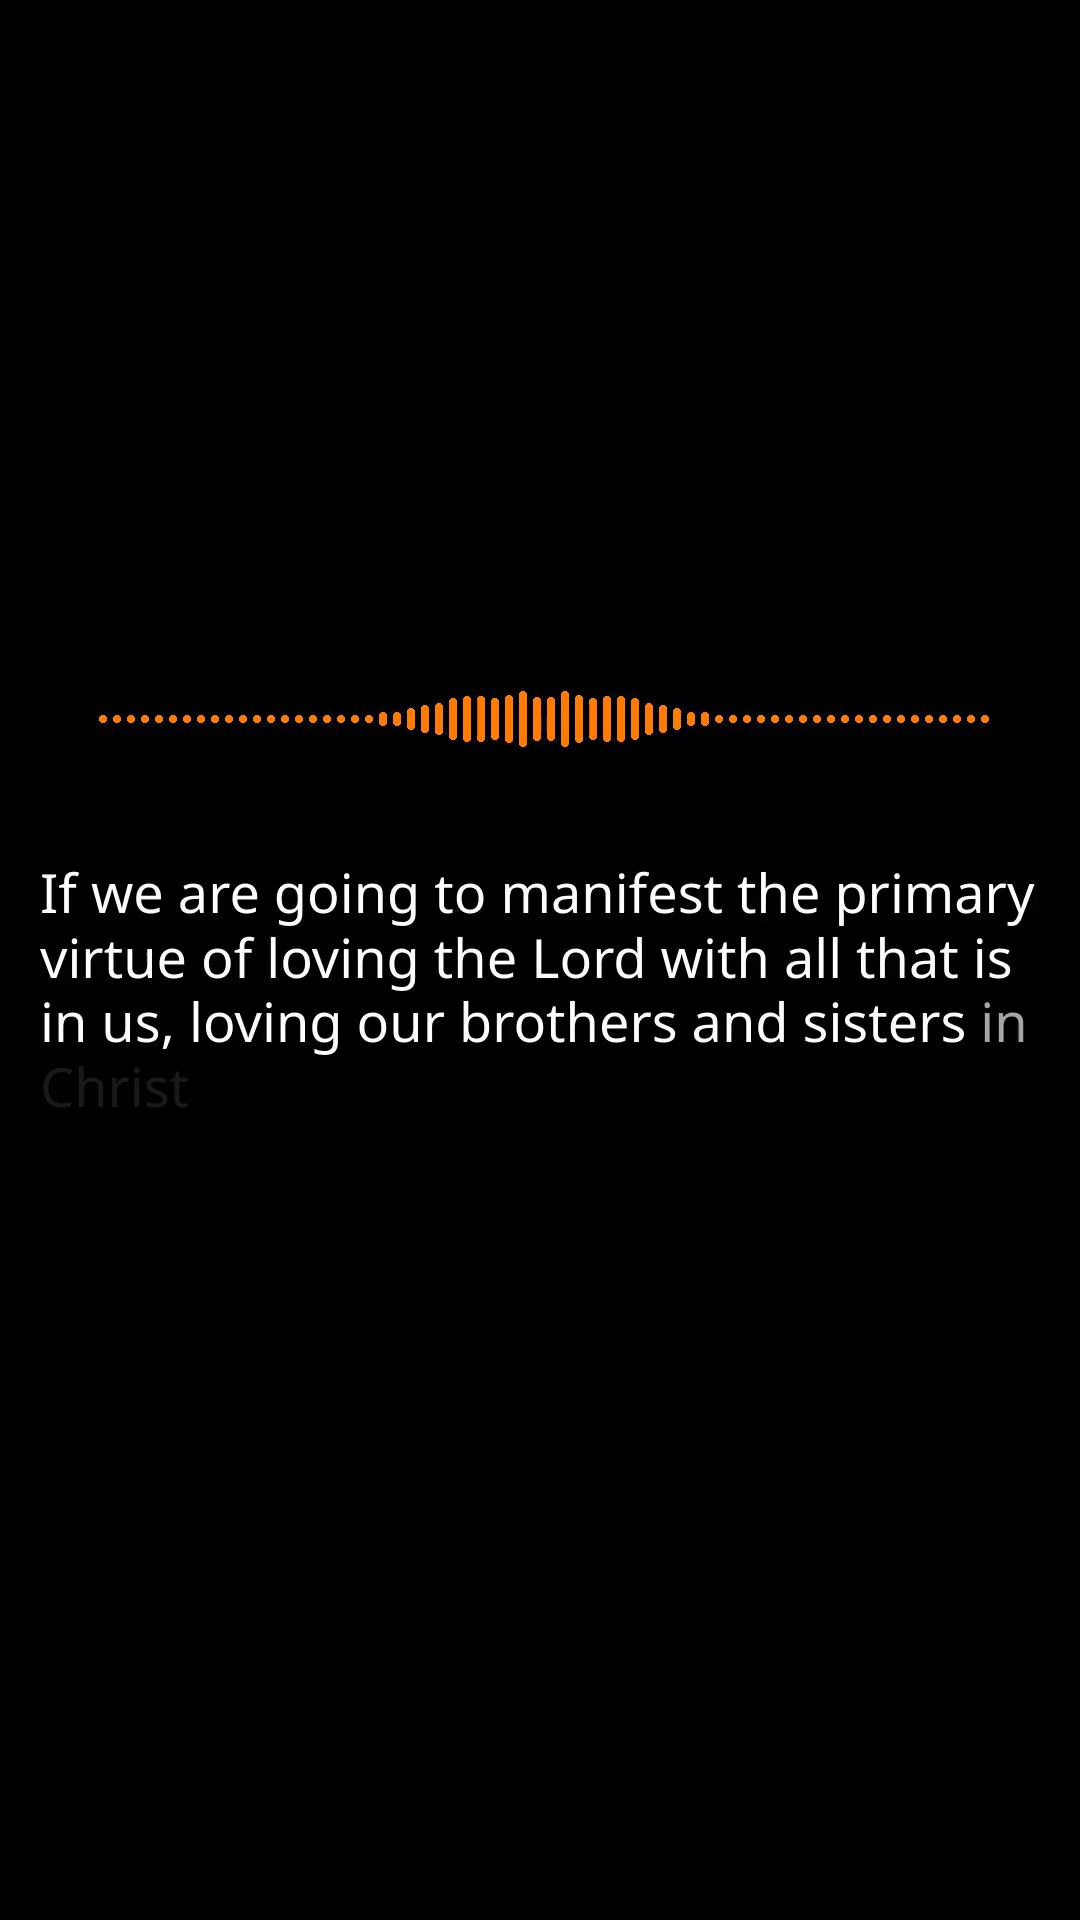 If we are going to manifest the primary
virtue of loving the Lord with all that is
in us, loving our brothers and sisters in
Christ